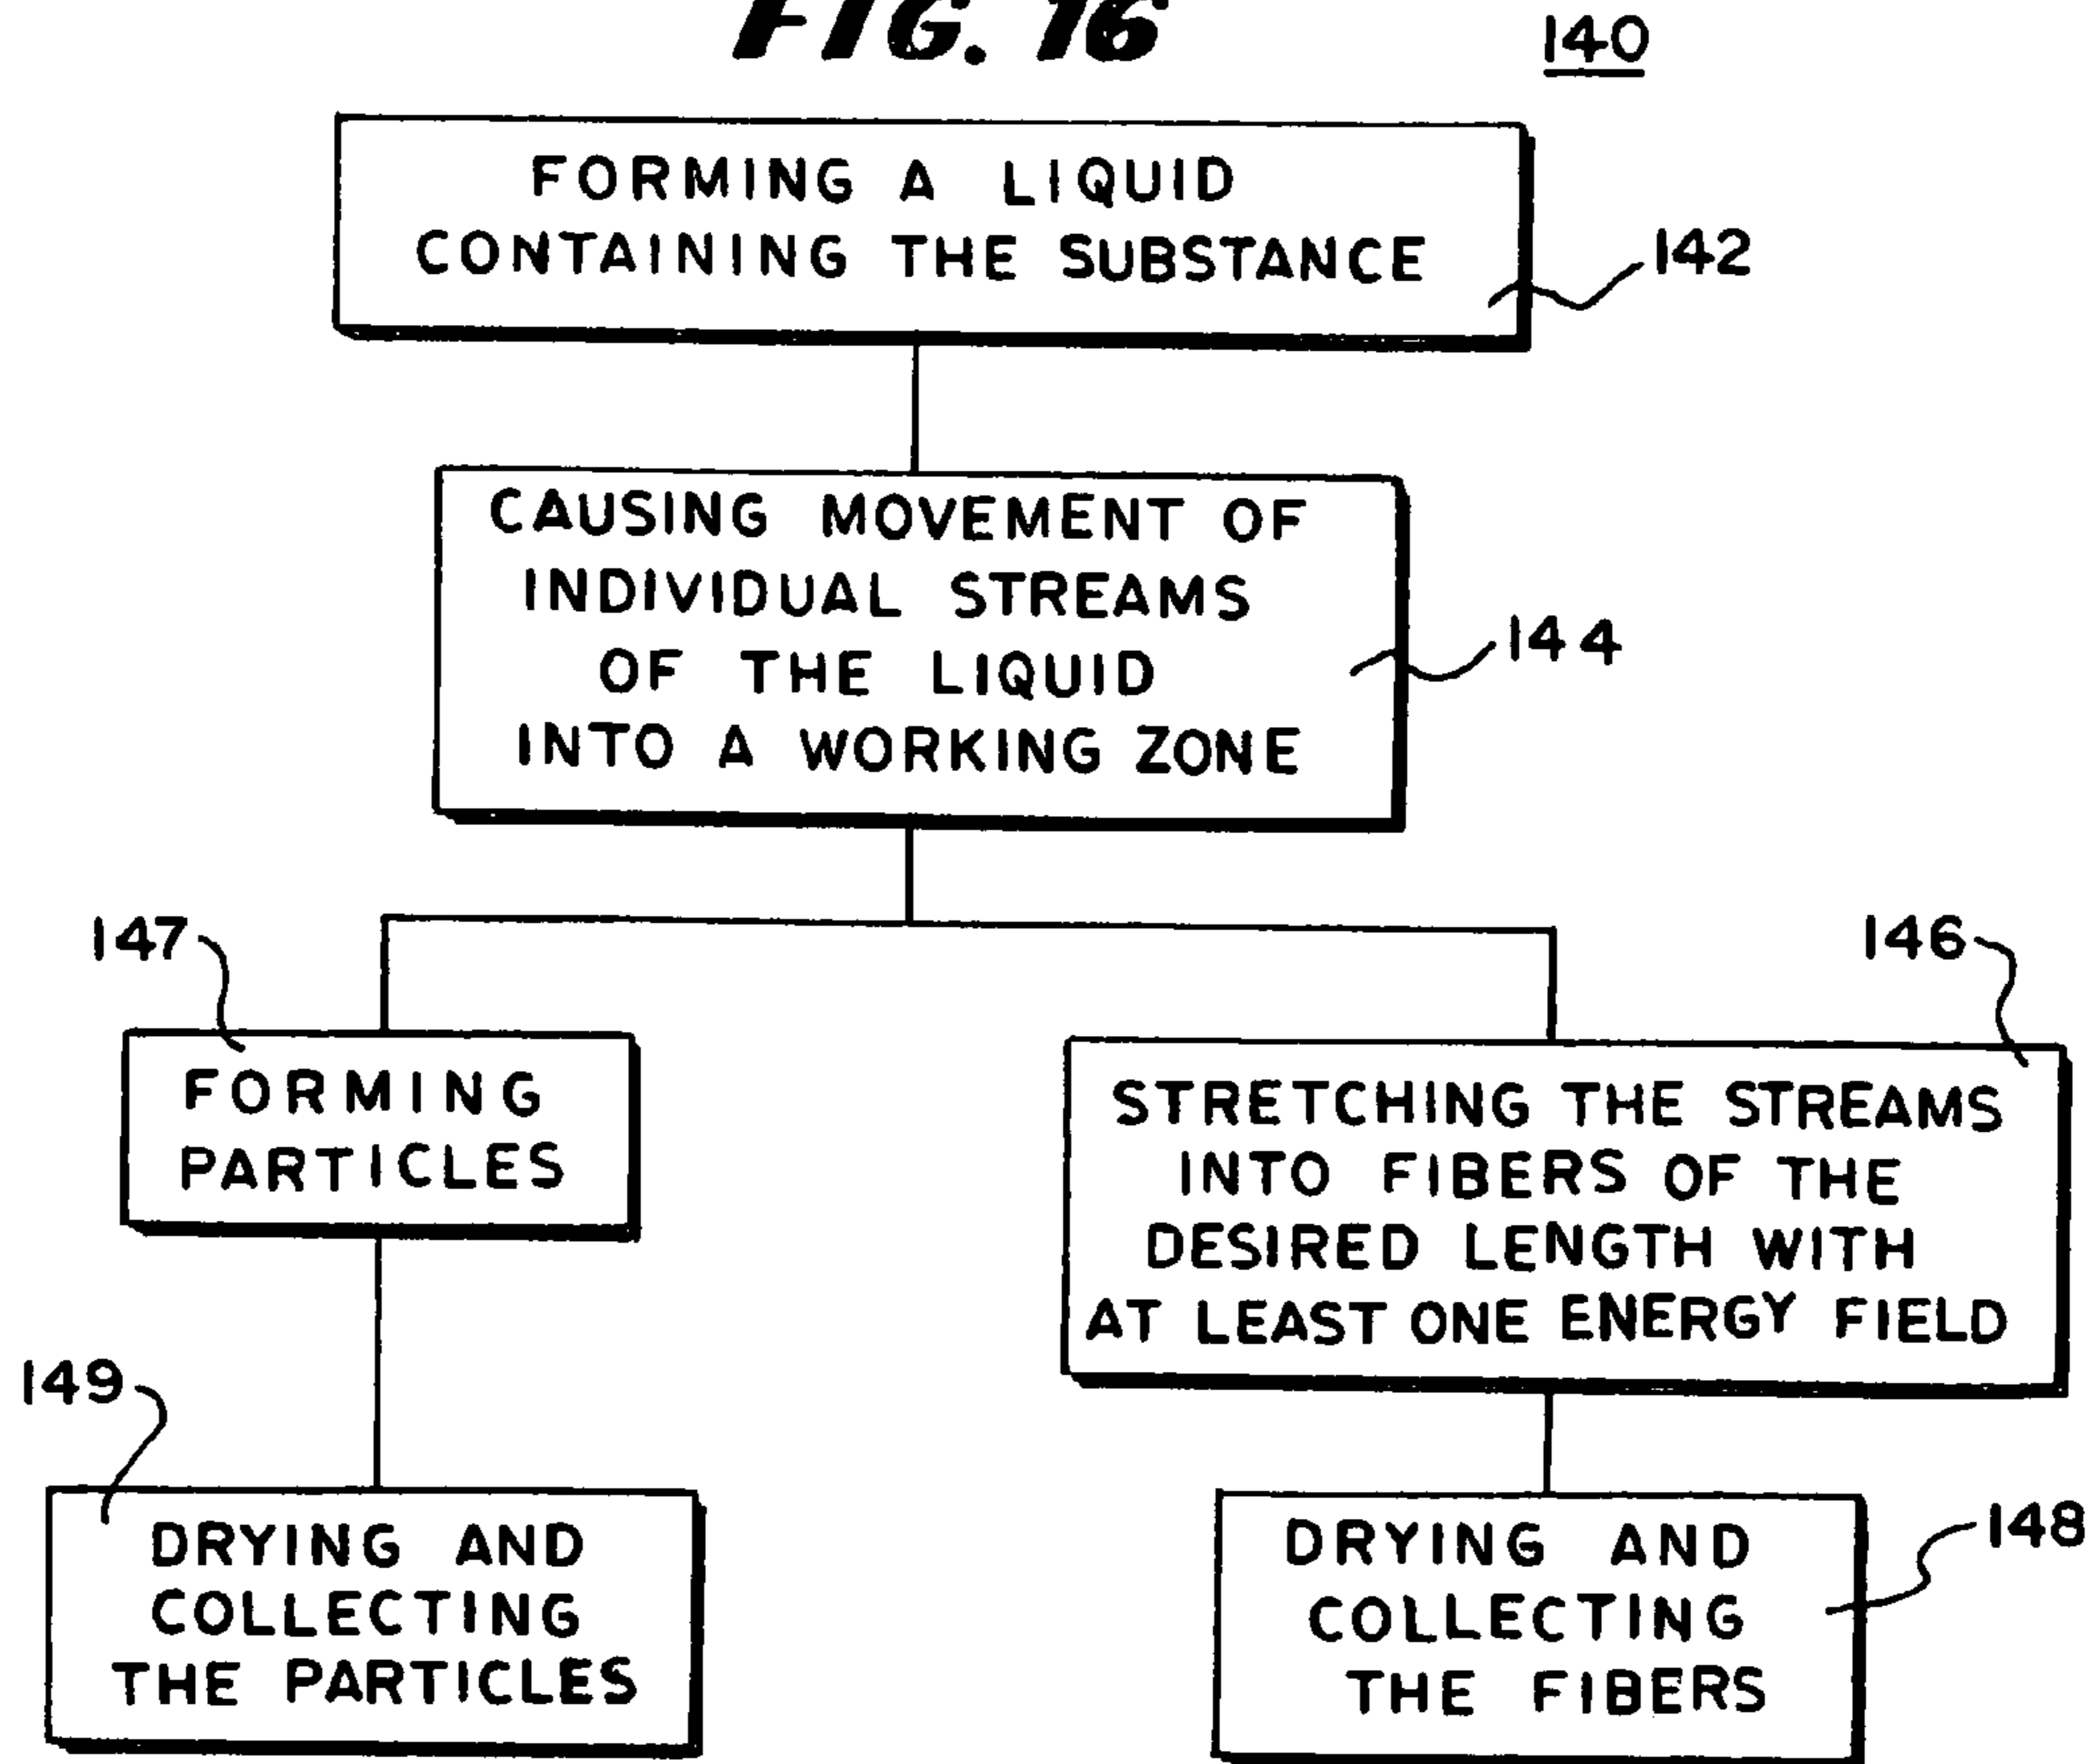 FIG. 16
140
FORMING A LIQUID
CONTAINING THE SUBSTANCE
142
CAUSING MOVEMENT OF
INDIVIDUAL STREAMS
OF THE LIQUID
INTO A WORKING ZONE
144
147
FORMING
PARTICLES
146
STRETCHING THE STREAMS
INTO FIBERS OF THE
DESIRED LENGTH WITH
AT LEAST ONE ENERGY FIELD
149
DRYING AND
COLLECTING
THE PARTICLES
DRYING AND
COLLECTING
THE FIBERS
148